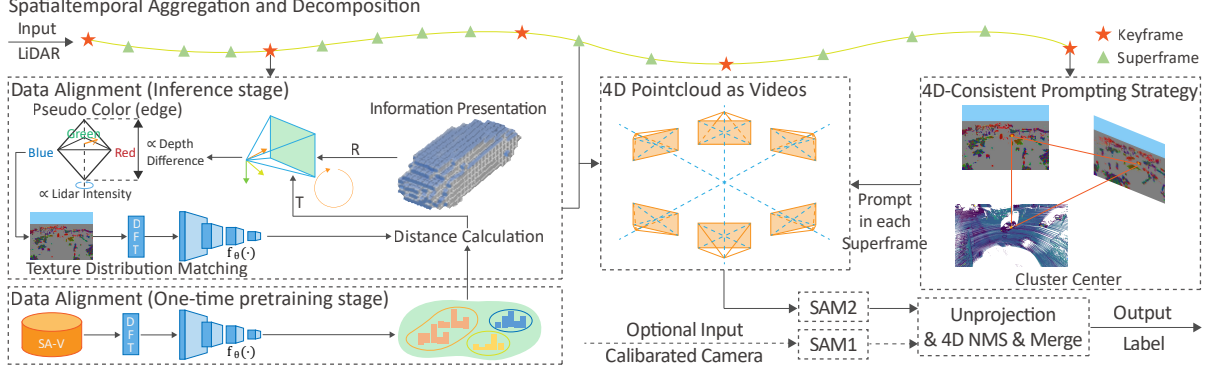 Spatialtemporal Aggregation and Decomposition
Input
LiDAR
Keyframe
Superframe
Data Alignment (Inference stage)
Pseudo Color (edge)
Green
Blue
Red
∝ Depth
Difference
∝ Lidar Intensity
Information Presentation
R
T
DFT
fθ(·)
Distance Calculation
Texture Distribution Matching
Data Alignment (One-time pretraining stage)
SA-V
DFT
fθ(·)
4D Pointcloud as Videos
Prompt
in each
Superframe
4D-Consistent Prompting Strategy
Cluster Center
Optional Input
Calibarated Camera
SAM2
SAM1
Unprojection
& 4D NMS & Merge
Output
Label